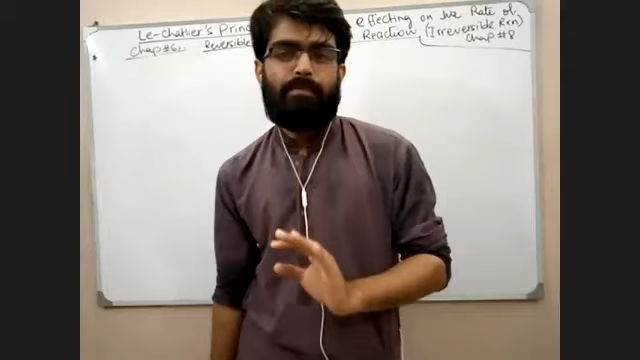 Le-Chatlier's Princ
Chap#6. Reversible
Effecting on the Rate of
Reaction (Irreversible Rxn)
Chap #8